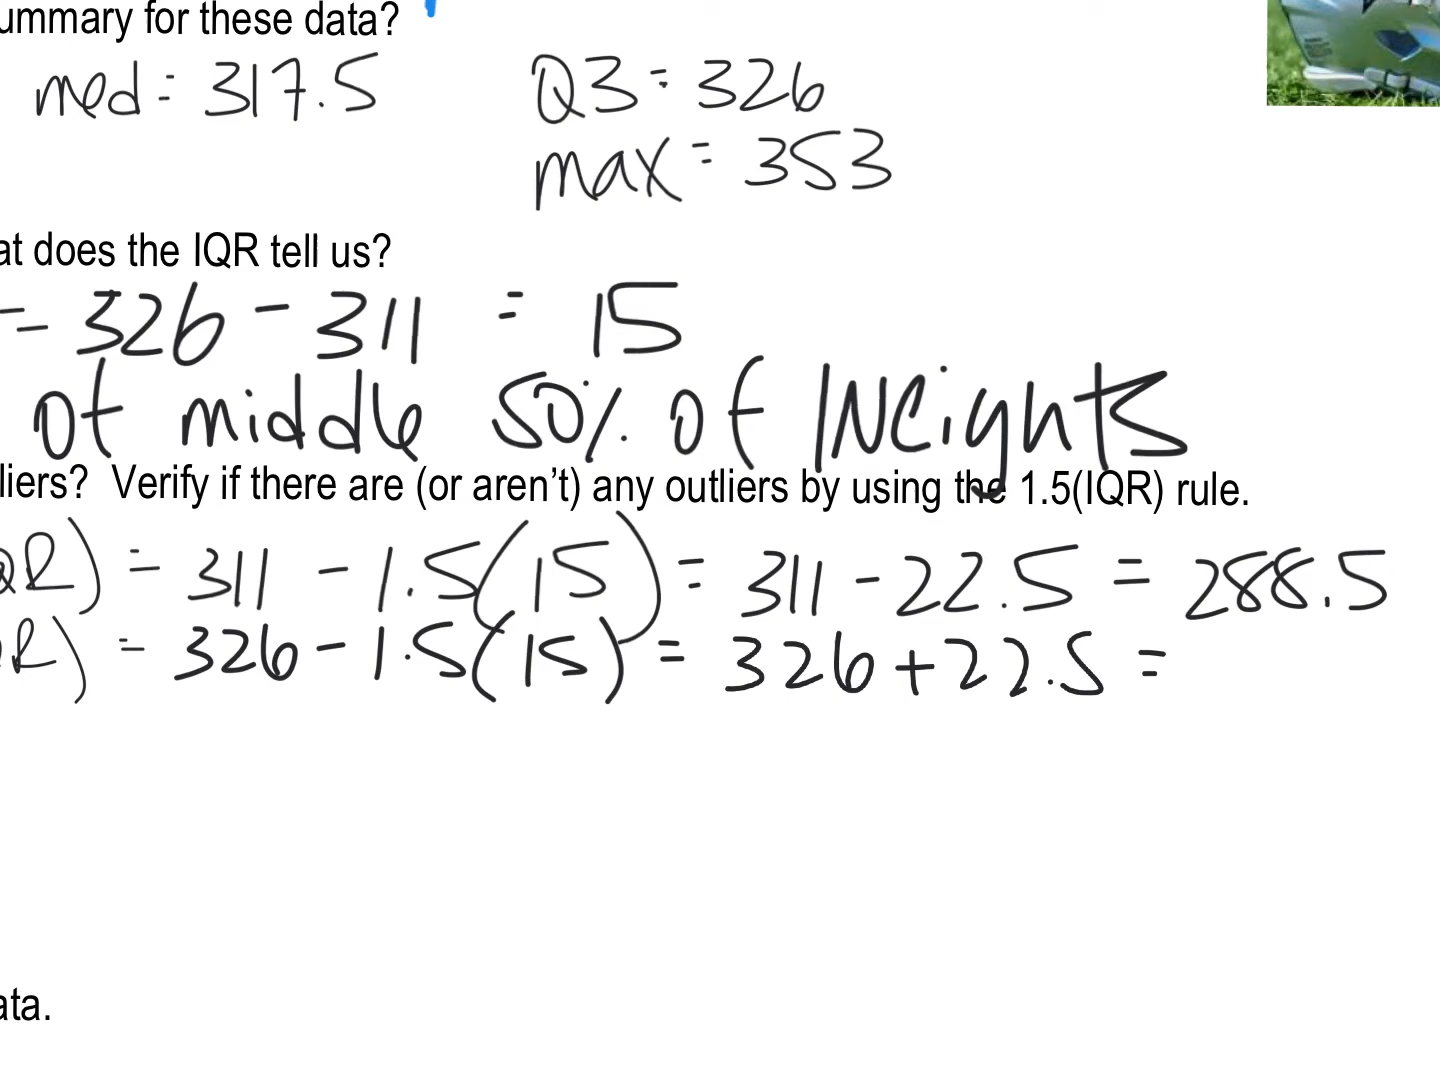 ummary for these data?
med = 317.5 Q3 = 326
max = 353
at does the IQR tell us?
= 326 - 311 = 15
of middle 50% of Weights
liers? Verify if there are (or aren't) any outliers by using the 1.5(IQR) rule.
QR) = 311 - 1.5(15) = 311 - 22.5 = 288.5
R) = 326 - 1.5(15) = 326 + 22.5 =
ata.